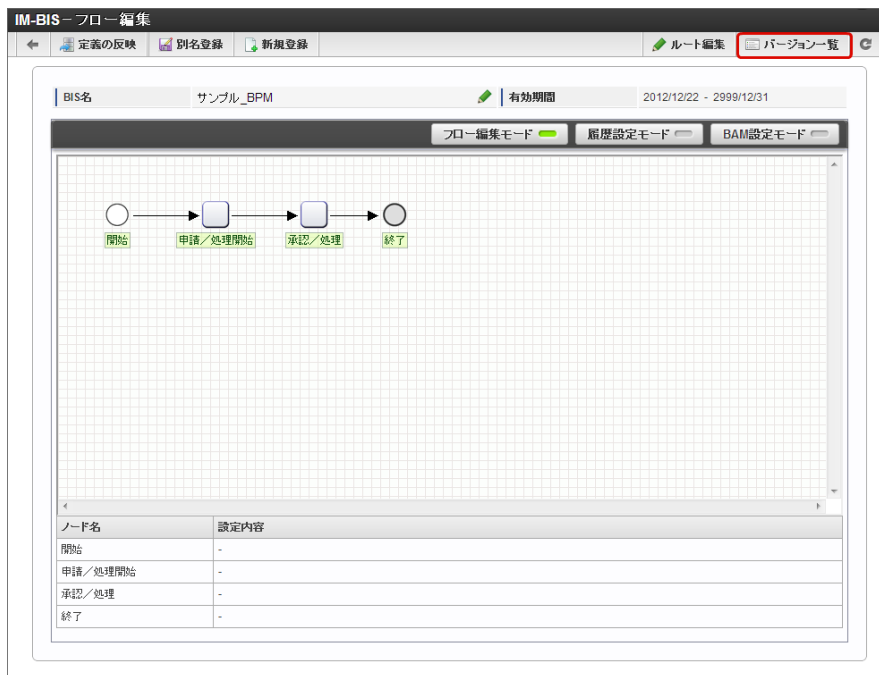 IM-BIS－フロー編集
定義の反映 別名登録 新規登録 ルート編集 バージョン一覧
BIS名 サンプル_BPM 有効期間 2012/12/22 - 2999/12/31
フロー編集モード 履歴設定モード BAM設定モード
開始 申請／処理開始 承認／処理 終了
ノード名 設定内容
開始 -
申請／処理開始 -
承認／処理 -
終了 -